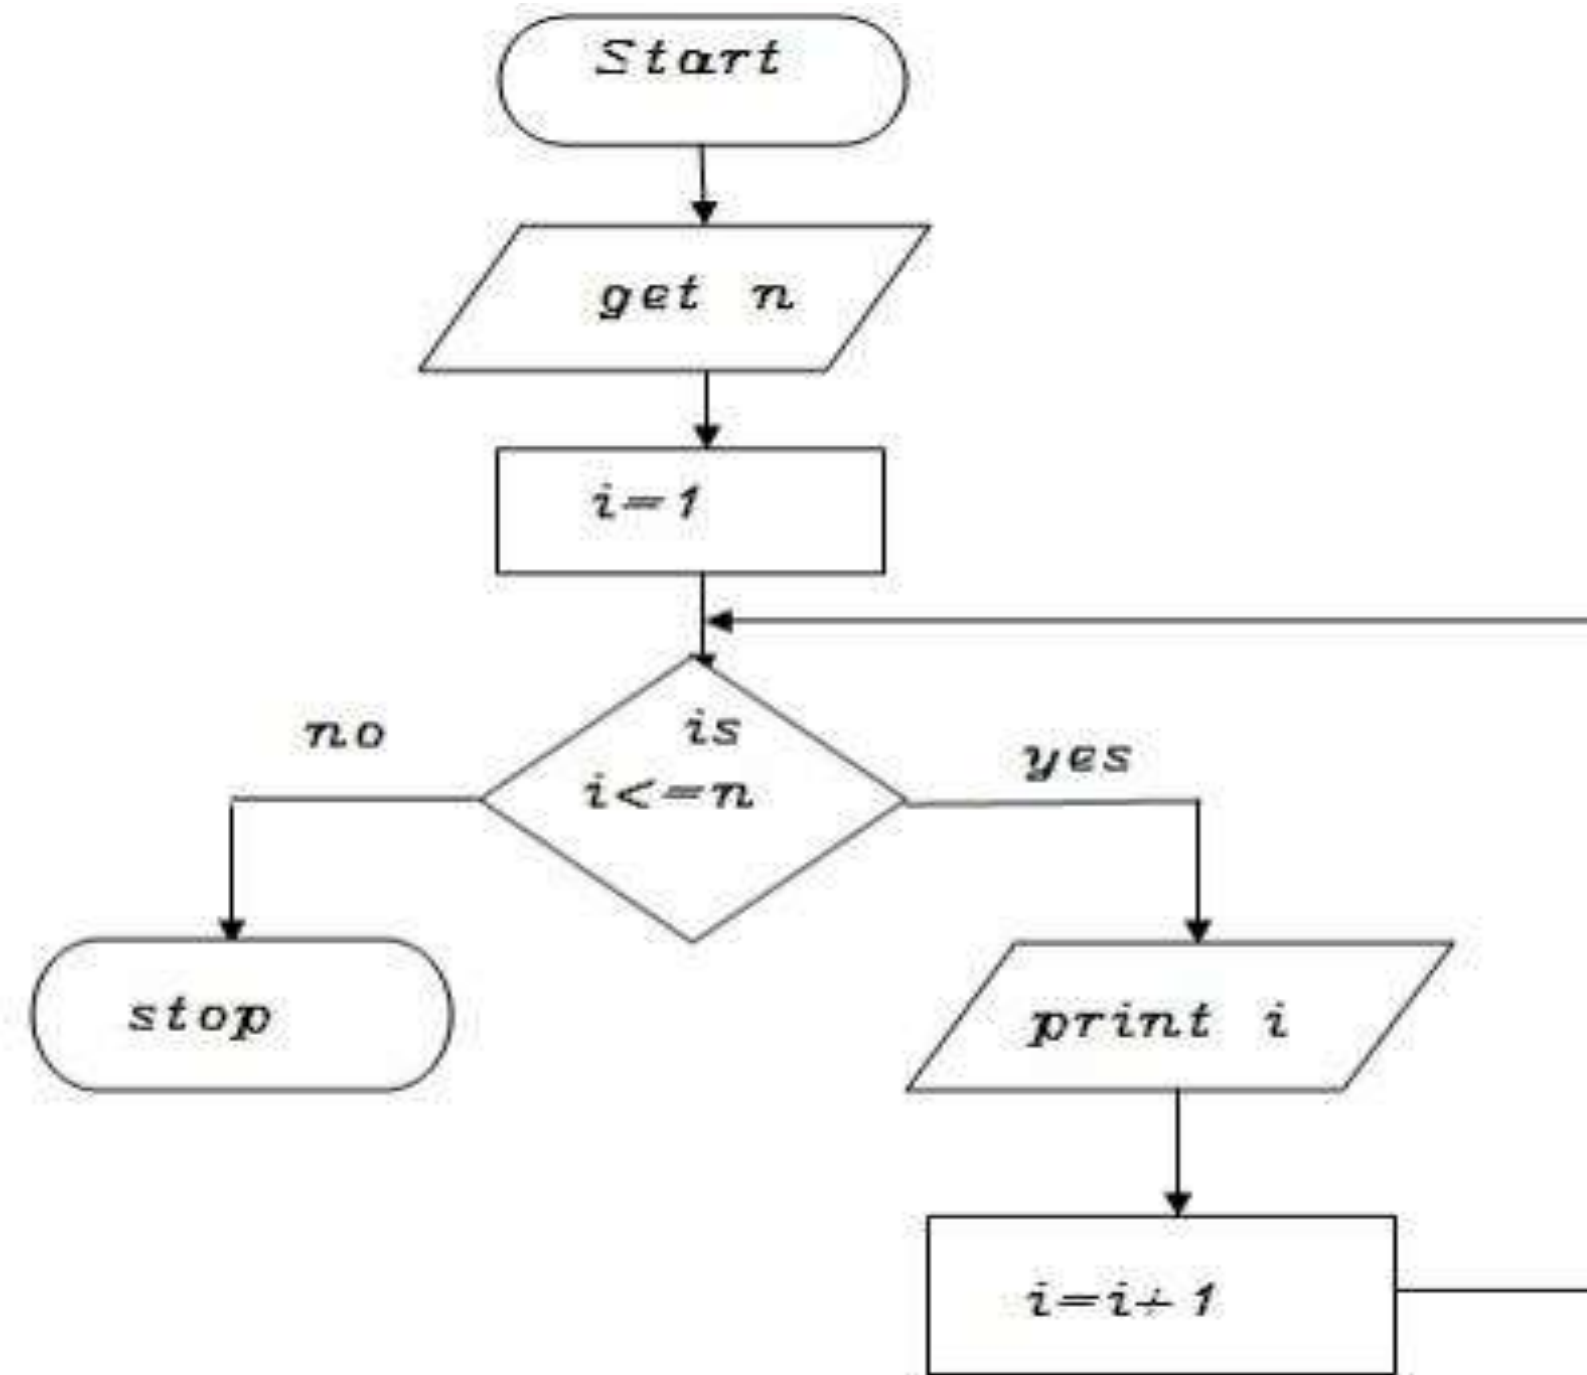 Start
get n
i=1
is
i<=n
no
yes
stop
print i
i=i+1